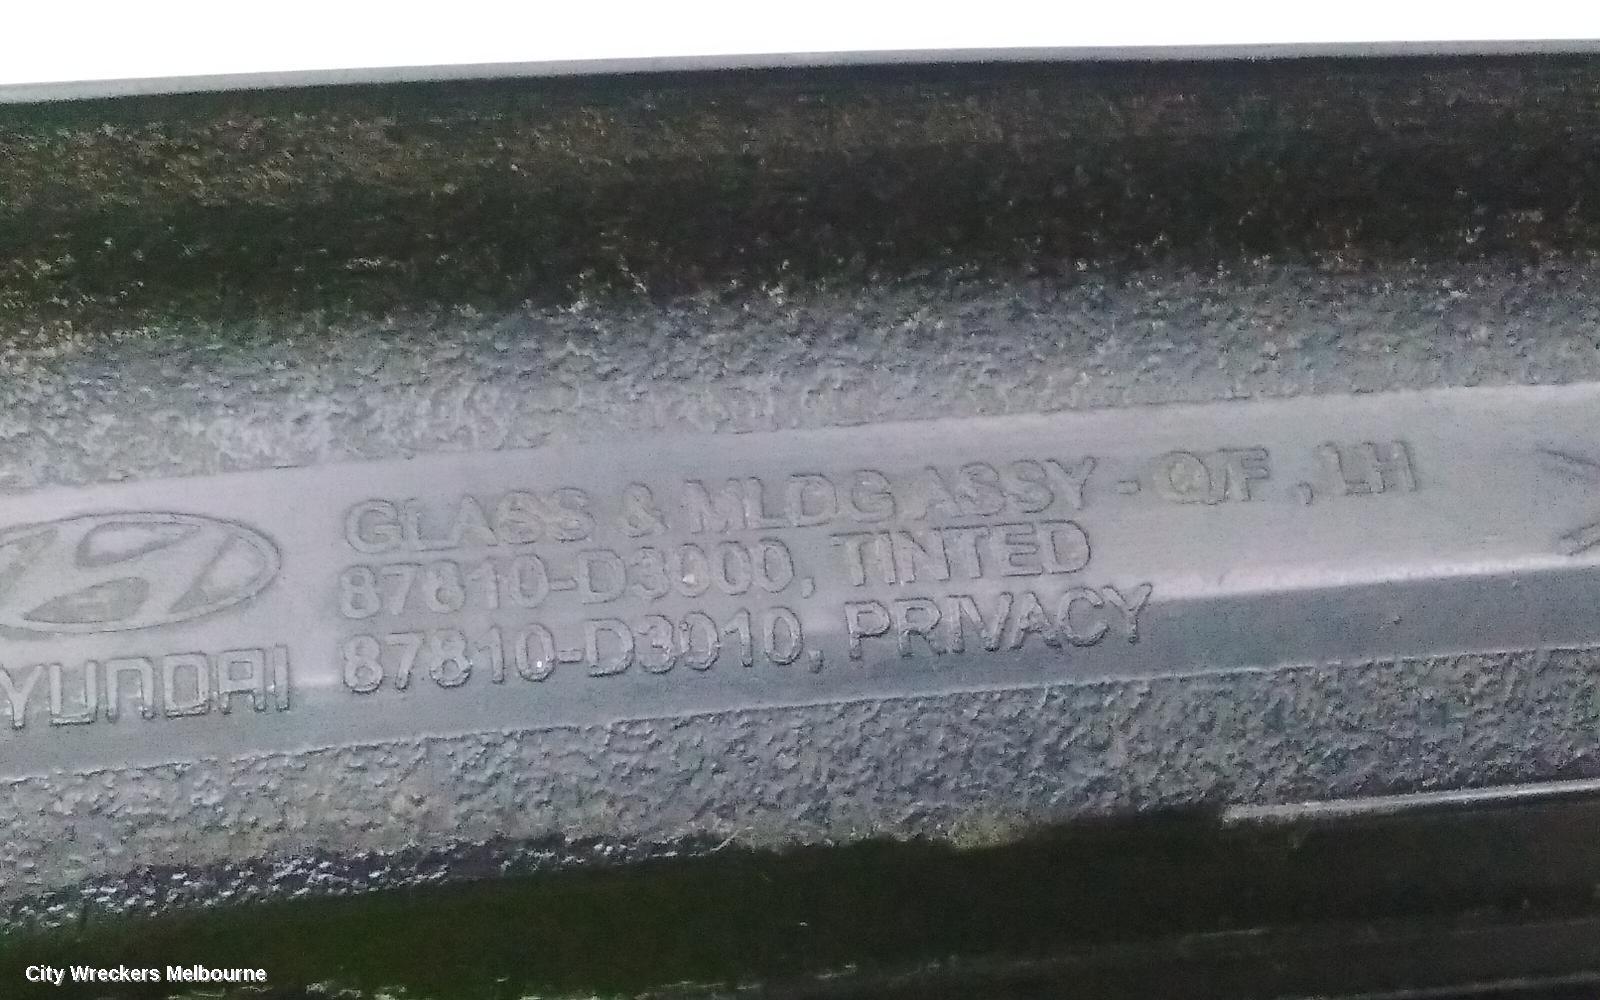 GLASS & MLDG ASSY - Q/F , LH
87810-D3000, TINTED
87810-D3010, PRIVACY
HYUNDAI
City Wreckers Melbourne